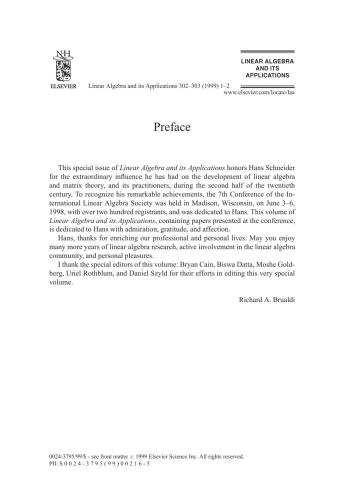 NH
ELSEVIER
LINEAR ALGEBRA
AND ITS
APPLICATIONS
Linear Algebra and its Applications 302–303 (1999) 1–2
www.elsevier.com/locate/laa
Preface
This special issue of Linear Algebra and its Applications honors Hans Schneider
for the extraordinary influence he has had on the development of linear algebra
and matrix theory, and its practitioners, during the second half of the twentieth
century. To recognize his remarkable achievements, the 7th Conference of the In-
ternational Linear Algebra Society was held in Madison, Wisconsin, on June 3–6,
1998, with over two hundred registrants, and was dedicated to Hans. This volume of
Linear Algebra and its Applications, containing papers presented at the conference,
is dedicated to Hans with admiration, gratitude, and affection.
Hans, thanks for enriching our professional and personal lives. May you enjoy
many more years of linear algebra research, active involvement in the linear algebra
community, and personal pleasures.
I thank the special editors of this volume: Bryan Cain, Biswa Datta, Moshe Gold-
berg, Uriel Rothblum, and Daniel Szyld for their efforts in editing this very special
volume.
Richard A. Brualdi
0024-3795/99/$ - see front matter © 1999 Elsevier Science Inc. All rights reserved.
PII: S 0 0 2 4 - 3 7 9 5 ( 9 9 ) 0 0 2 1 6 - 5